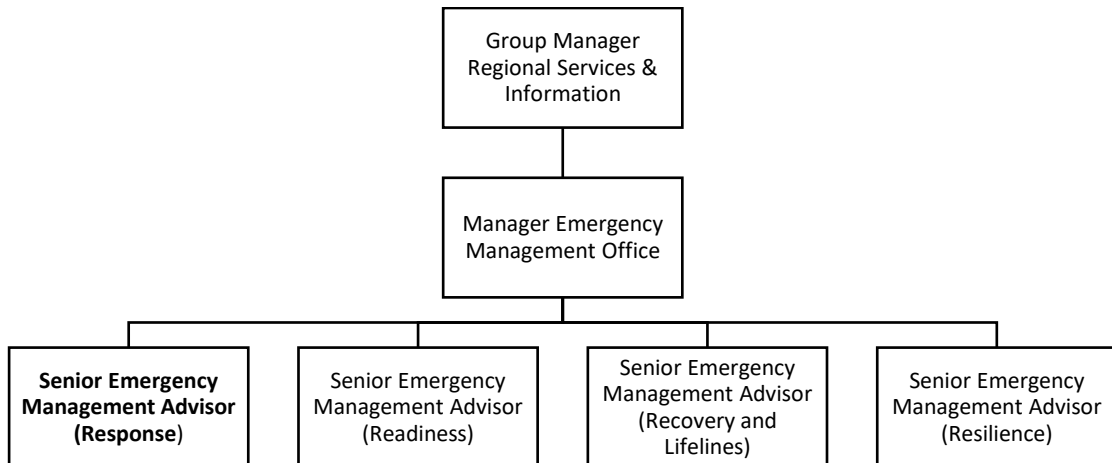 Group Manager
Regional Services &
Information
Manager Emergency
Management Office
Senior Emergency
Management Advisor
(Response)
Senior Emergency
Management Advisor
(Readiness)
Senior Emergency
Management Advisor
(Recovery and
Lifelines)
Senior Emergency
Management Advisor
(Resilience)